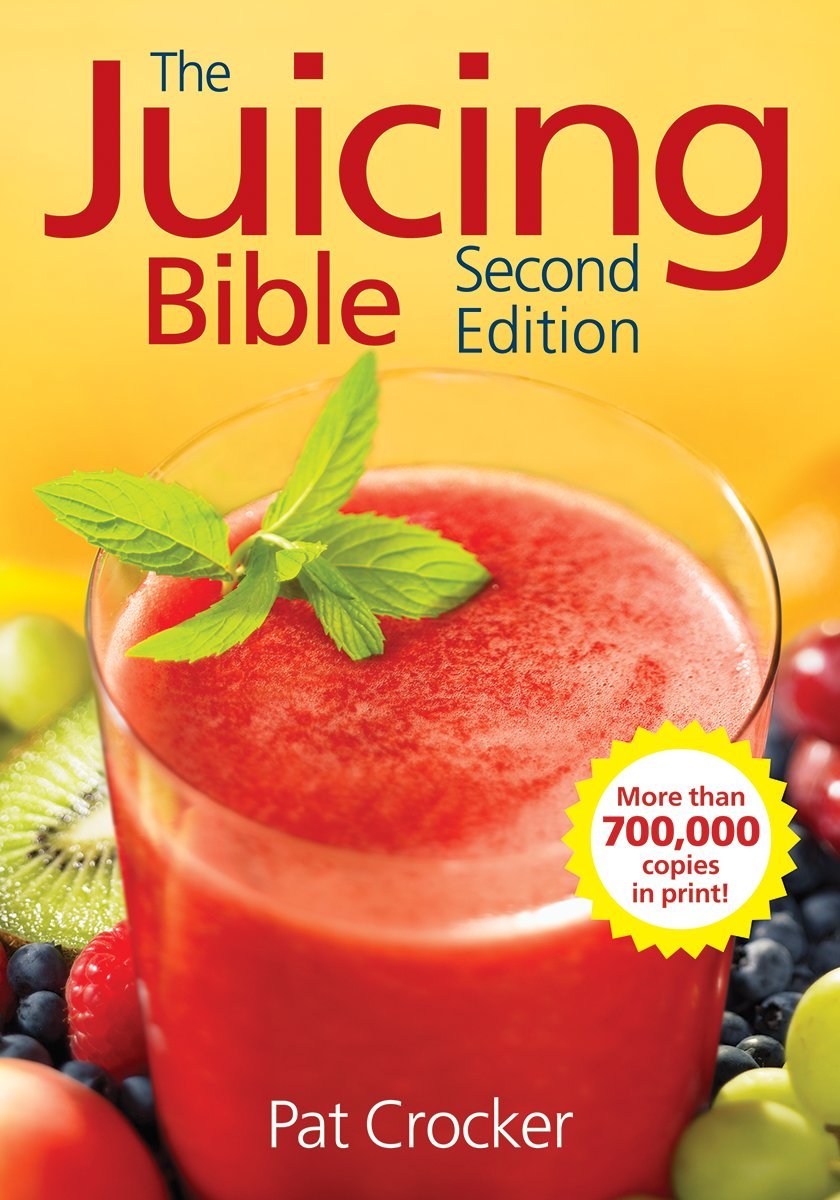 The
Juicing
Bible
Second
Edition
More than
700,000
copies
in print!
Pat Crocker